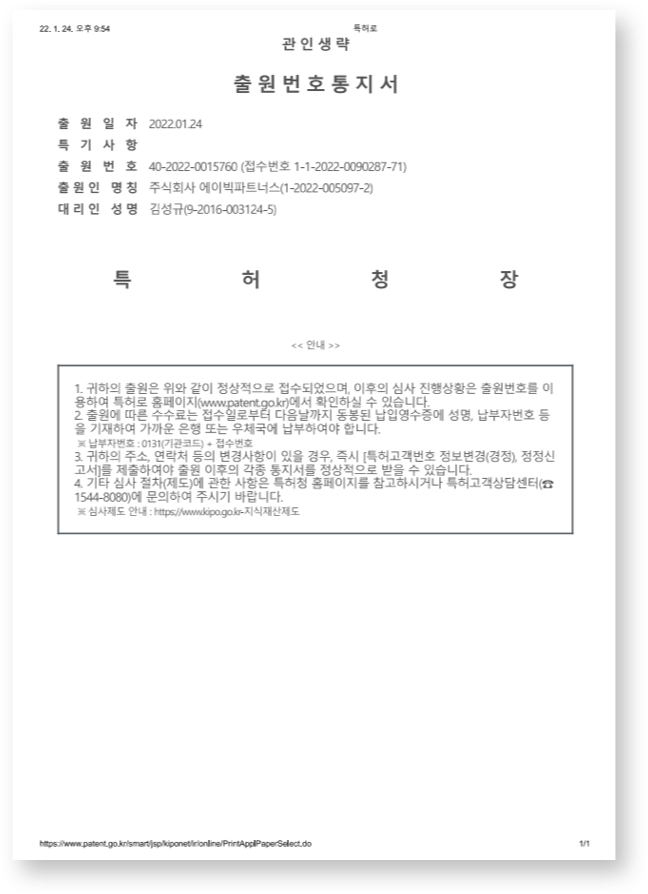 22. 1. 24. 오후 9:54 특허로
관 인 생 략
출 원 번 호 통 지 서
출 원 일 자 2022.01.24
특 기 사 항
출 원 번 호 40-2022-0015760 (접수번호 1-1-2022-0090287-71)
출원인 명칭 주식회사 에이빅파트너스(1-2022-005097-2)
대리인 성명 김성규(9-2016-003124-5)
특 허 청 장
<< 안내 >>
1. 귀하의 출원은 위와 같이 정상적으로 접수되었으며, 이후의 심사 진행상황은 출원번호를 이
용하여 특허로 홈페이지(www.patent.go.kr)에서 확인하실 수 있습니다.
2. 출원에 따른 수수료는 접수일로부터 다음날까지 동봉된 납입영수증에 성명, 납부자번호 등
을 기재하여 가까운 은행 또는 우체국에 납부하여야 합니다.
※ 납부자번호 : 0131(기관코드) + 접수번호
3. 귀하의 주소, 연락처 등의 변경사항이 있을 경우, 즉시 [특허고객번호 정보변경(경정), 정정신
고서]를 제출하여야 출원 이후의 각종 통지서를 정상적으로 받을 수 있습니다.
4. 기타 심사 절차(제도)에 관한 사항은 특허청 홈페이지를 참고하시거나 특허고객상담센터(☎
1544-8080)에 문의하여 주시기 바랍니다.
※ 심사제도 안내 : https://www.kipo.go.kr-지식재산제도
https://www.patent.go.kr/smart/jsp/kiponet/ir/online/PrintApplPaperSelect.do 1/1